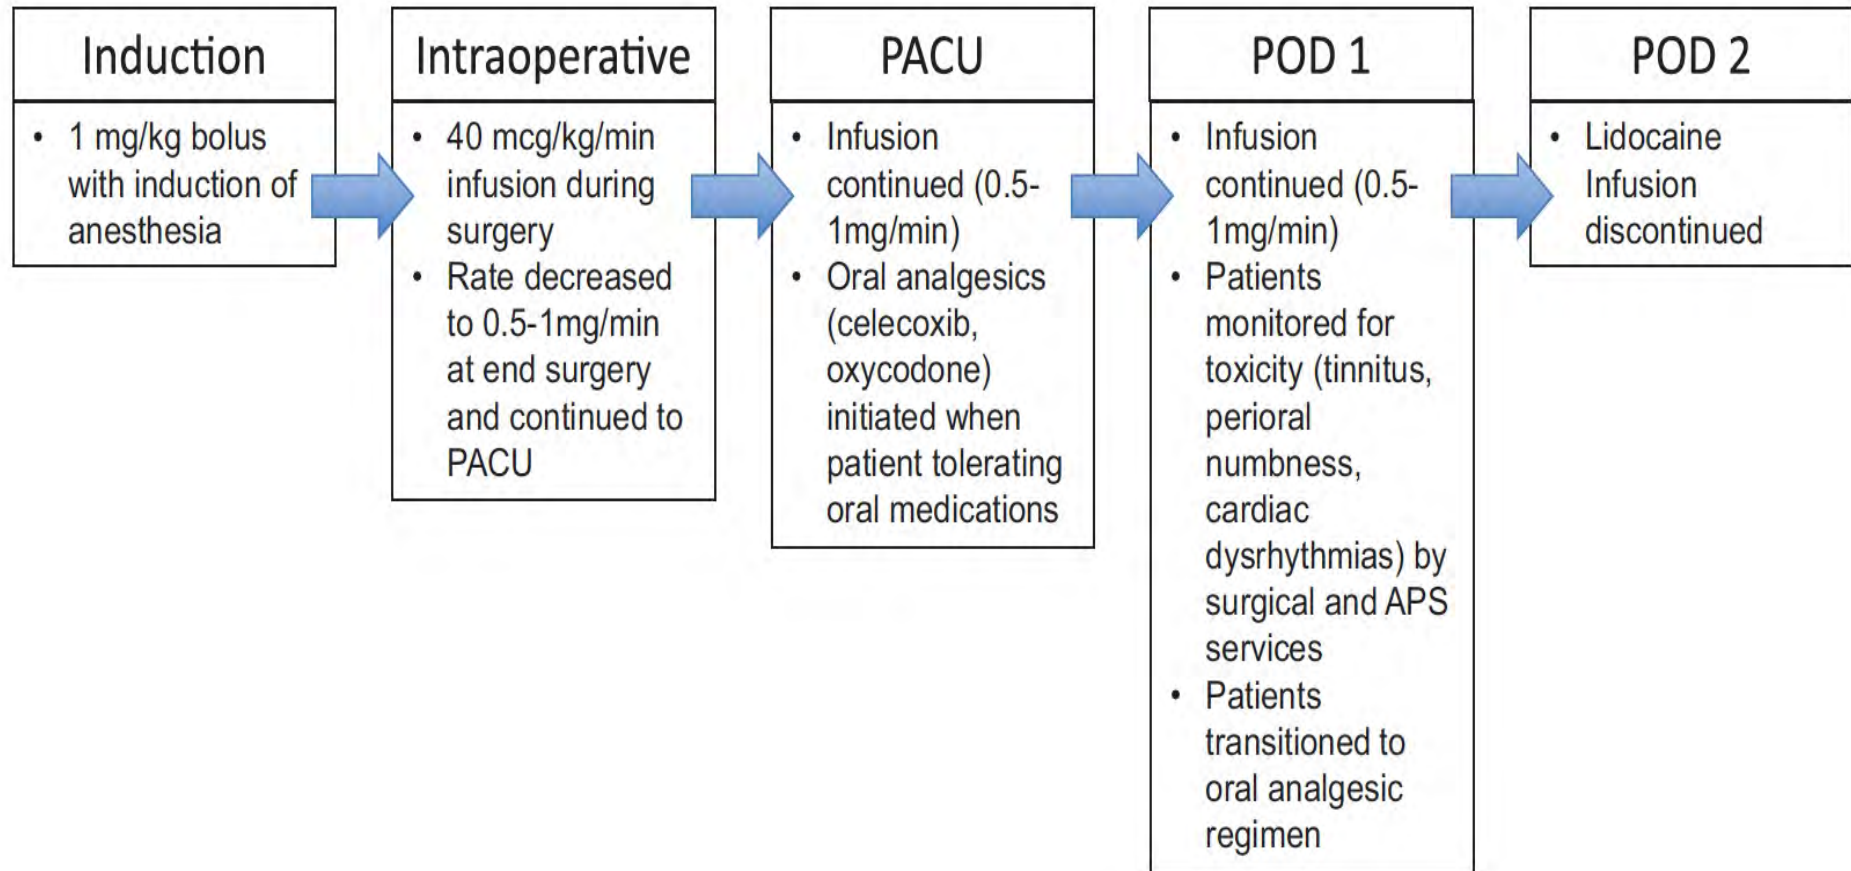 Induction
• 1 mg/kg bolus
with induction of
anesthesia
Intraoperative
• 40 mcg/kg/min
infusion during
surgery
• Rate decreased
to 0.5-1mg/min
at end surgery
and continued to
PACU
PACU
• Infusion
continued (0.5-
1mg/min)
• Oral analgesics
(celecoxib,
oxycodone)
initiated when
patient tolerating
oral medications
POD 1
• Infusion
continued (0.5-
1mg/min)
• Patients
monitored for
toxicity (tinnitus,
perioral
numbness,
cardiac
dysrhythmias) by
surgical and APS
services
• Patients
transitioned to
oral analgesic
regimen
POD 2
• Lidocaine
Infusion
discontinued